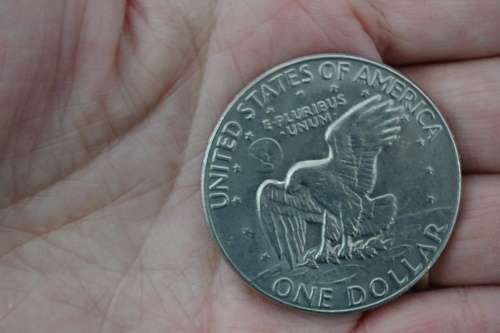 UNITED STATES OF AMERICA
E·PLURIBUS
·UNUM·
ONE DOLLAR